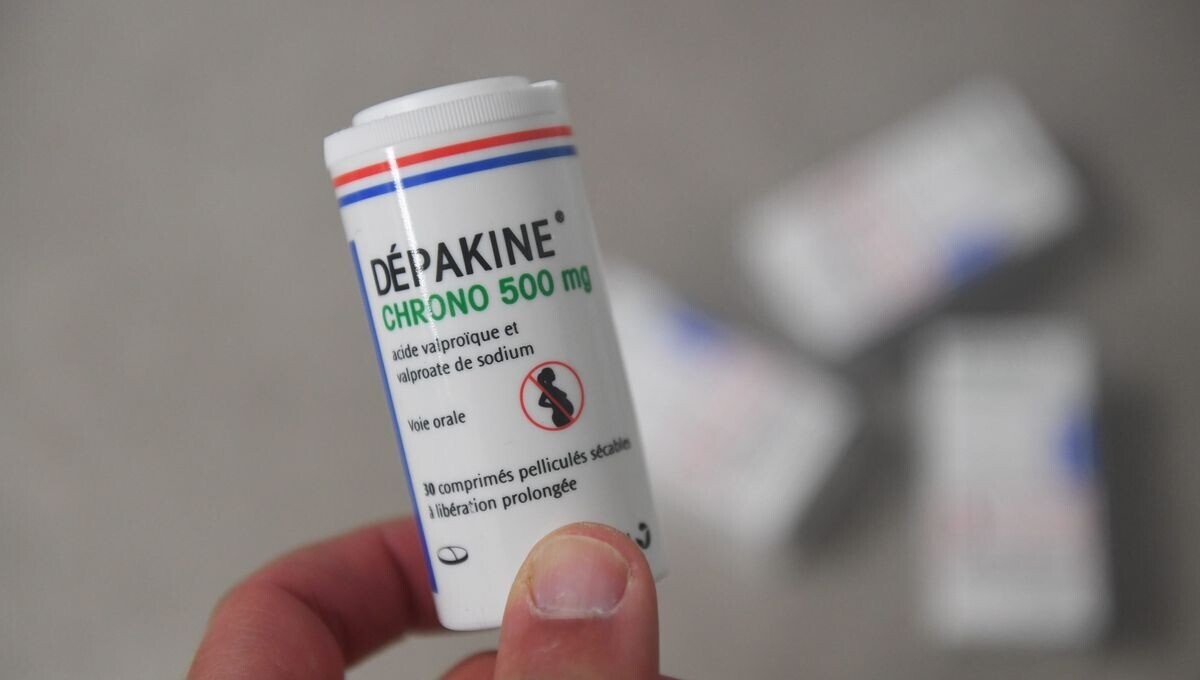 DÉPAKINE®
CHRONO 500 mg
acide valproïque et
valproate de sodium
Voie orale
30 comprimés pelliculés sécables
à libération prolongée